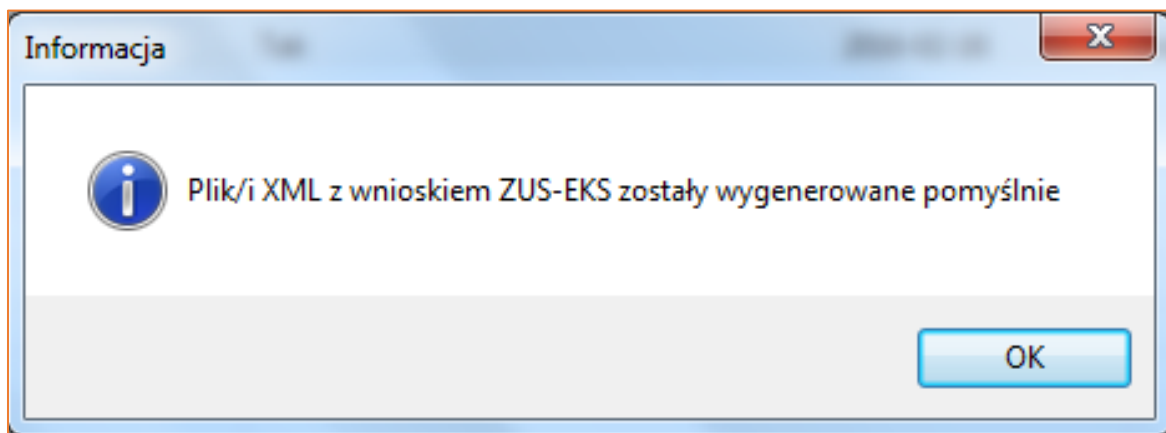 Informacja
Plik/i XML z wnioskiem ZUS-EKS zostały wygenerowane pomyślnie
OK